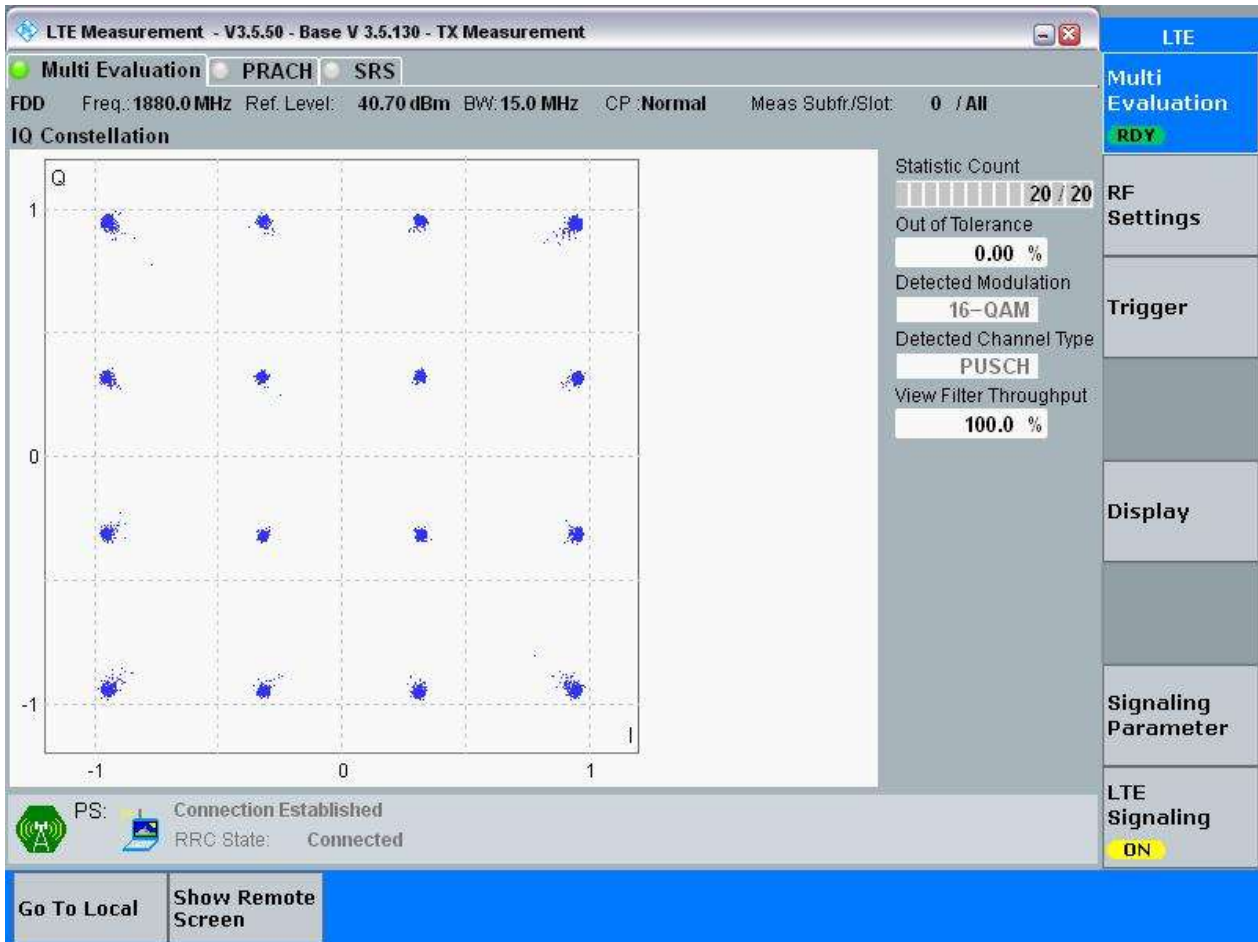 LTE Measurement - V3.5.50 - Base V 3.5.130 - TX Measurement
Multi Evaluation PRACH SRS
FDD Freq.: 1880.0 MHz Ref. Level: 40.70 dBm BW: 15.0 MHz CP : Normal Meas Subfr./Slot: 0 / All
IQ Constellation
Q
1
0
-1
I
-1 0 1
Statistic Count
20 / 20
Out of Tolerance
0.00 %
Detected Modulation
16-QAM
Detected Channel Type
PUSCH
View Filter Throughput
100.0 %
PS: Connection Established
RRC State: Connected
LTE
Multi
Evaluation
RDY
RF
Settings
Trigger
Display
Signaling
Parameter
LTE
Signaling
ON
Go To Local
Show Remote
Screen